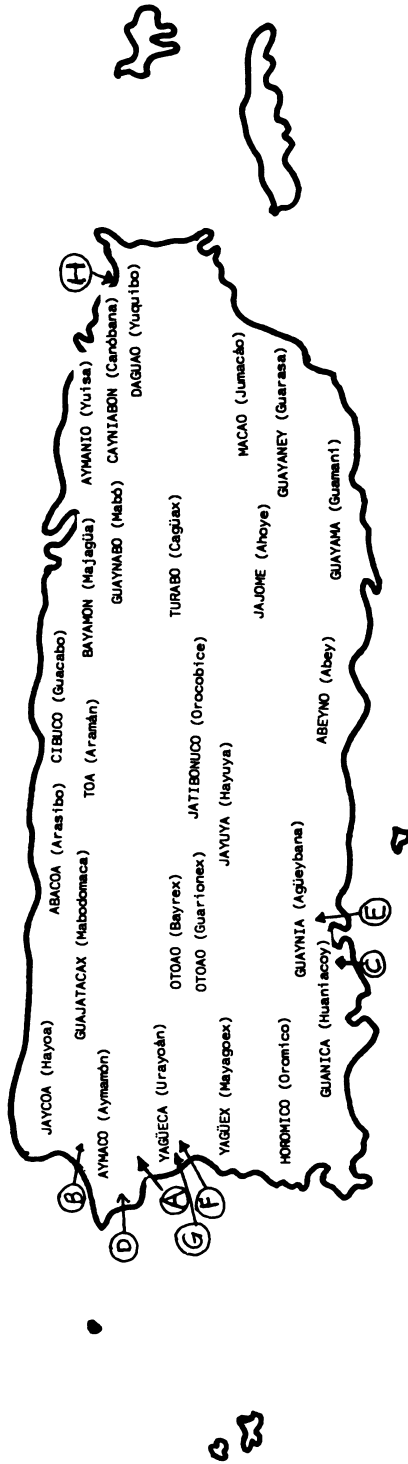 JAYCOA (Hayoa)
ABACOA (Arasibo)
CIBUCO (Guacabo)
AYMANIO (Yuisa)
H
B
GUAJATACAX (Mabodomaca)
TOA (Aramán)
BAYAMON (Majagüa)
CAYNIABON (Canóbana)
AYMACO (Aymamón)
GUAYNABO (Mabó)
DAGUAO (Yuquibo)
D
YAGÜECA (Urayoán)
OTOAO (Bayrex)
TURABO (Cagüax)
A
OTOAO (Guarionex)
JATIBONUCO (Orocobice)
G
F
YAGÜEX (Mayagoex)
JAYUYA (Hayuya)
MACAO (Jumacão)
JAJOME (Ahoye)
GUAYANEY (Guarasa)
HOROMICO (Oromico)
GUAYNIA (Agüeybana)
GUANICA (Huaniacoy)
ABEYNO (Abey)
GUAYAMA (Guamani)
C
E